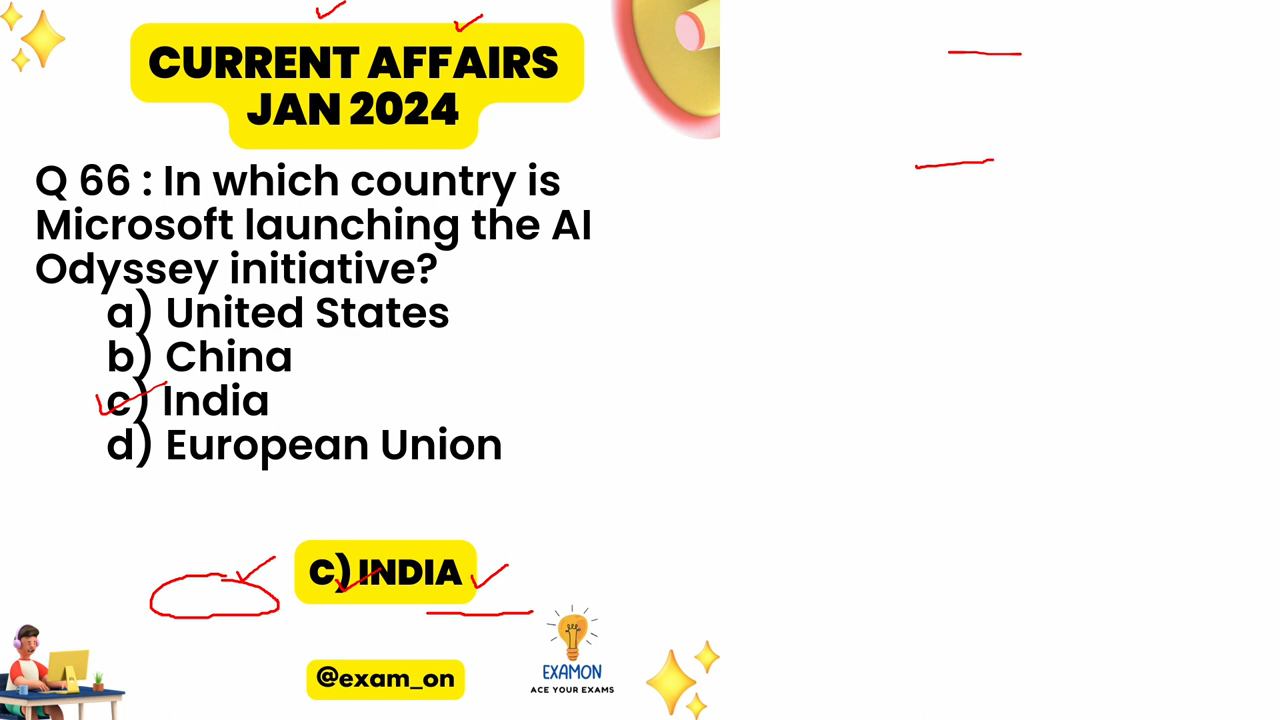 CURRENT AFFAIRS
JAN 2024
Q 66 : In which country is
Microsoft launching the AI
Odyssey initiative?
a) United States
b) China
c) India
d) European Union
C) INDIA
@exam_on
EXAMON
ACE YOUR EXAMS